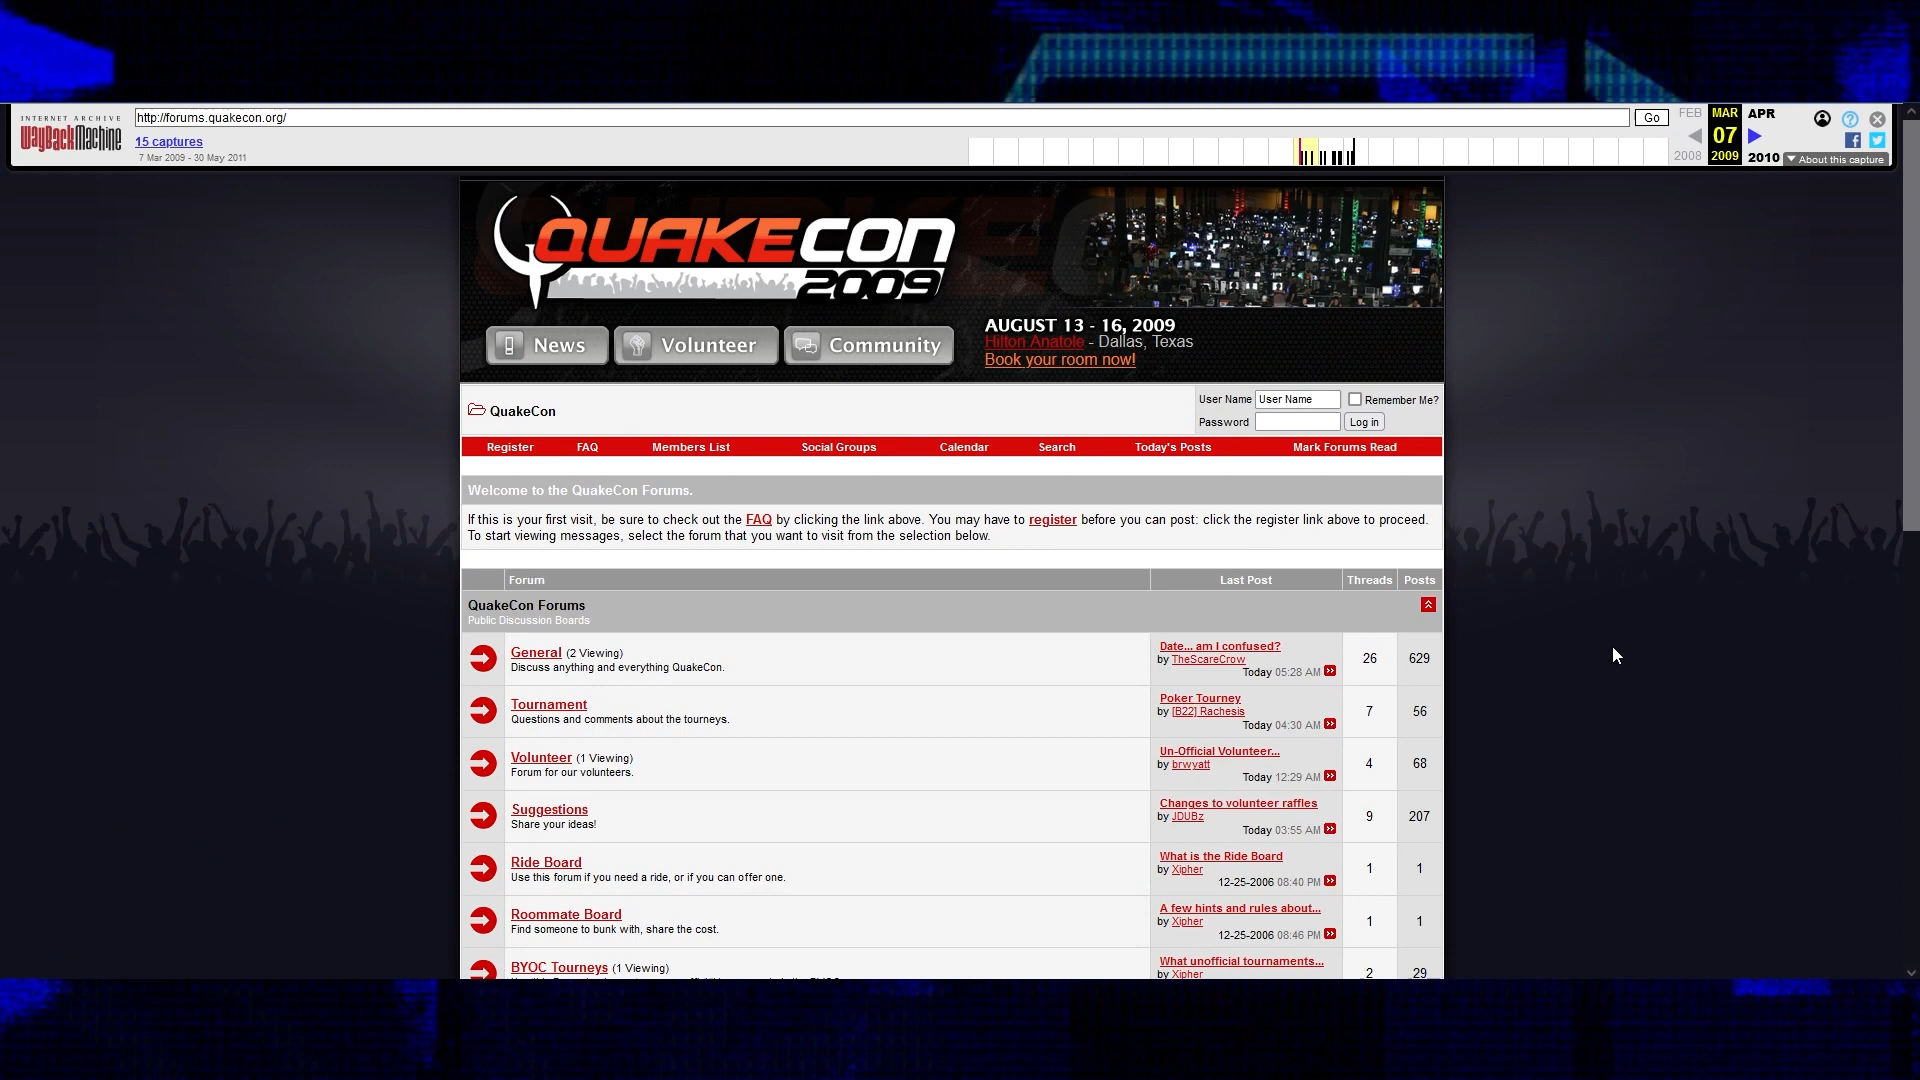 INTERNET ARCHIVE
WayBackMachine
http://forums.quakecon.org/
Go
15 captures
7 Mar 2009 - 30 May 2011
FEB MAR APR
07
2008 2009 2010
About this capture
QUAKECON
2009
News Volunteer Community
AUGUST 13 - 16, 2009
Hilton Anatole - Dallas, Texas
Book your room now!
QuakeCon
User Name User Name Remember Me?
Password Log in
Register FAQ Members List Social Groups Calendar Search Today's Posts Mark Forums Read
Welcome to the QuakeCon Forums.
If this is your first visit, be sure to check out the FAQ by clicking the link above. You may have to register before you can post: click the register link above to proceed.
To start viewing messages, select the forum that you want to visit from the selection below.
Forum Last Post Threads Posts
QuakeCon Forums
Public Discussion Boards
General (2 Viewing)
Discuss anything and everything QuakeCon.
Date... am I confused?
by TheScareCrow
Today 05:28 AM
26 629
Tournament
Questions and comments about the tourneys.
Poker Tourney
by [B22] Rachesis
Today 04:30 AM
7 56
Volunteer (1 Viewing)
Forum for our volunteers.
Un-Official Volunteer...
by brwyatt
Today 12:29 AM
4 68
Suggestions
Share your ideas!
Changes to volunteer raffles
by JDUBz
Today 03:55 AM
9 207
Ride Board
Use this forum if you need a ride, or if you can offer one.
What is the Ride Board
by Xipher
12-25-2006 08:40 PM
1 1
Roommate Board
Find someone to bunk with, share the cost.
A few hints and rules about...
by Xipher
12-25-2006 08:46 PM
1 1
BYOC Tourneys (1 Viewing)
What unofficial tournaments...
by Xipher
2 29